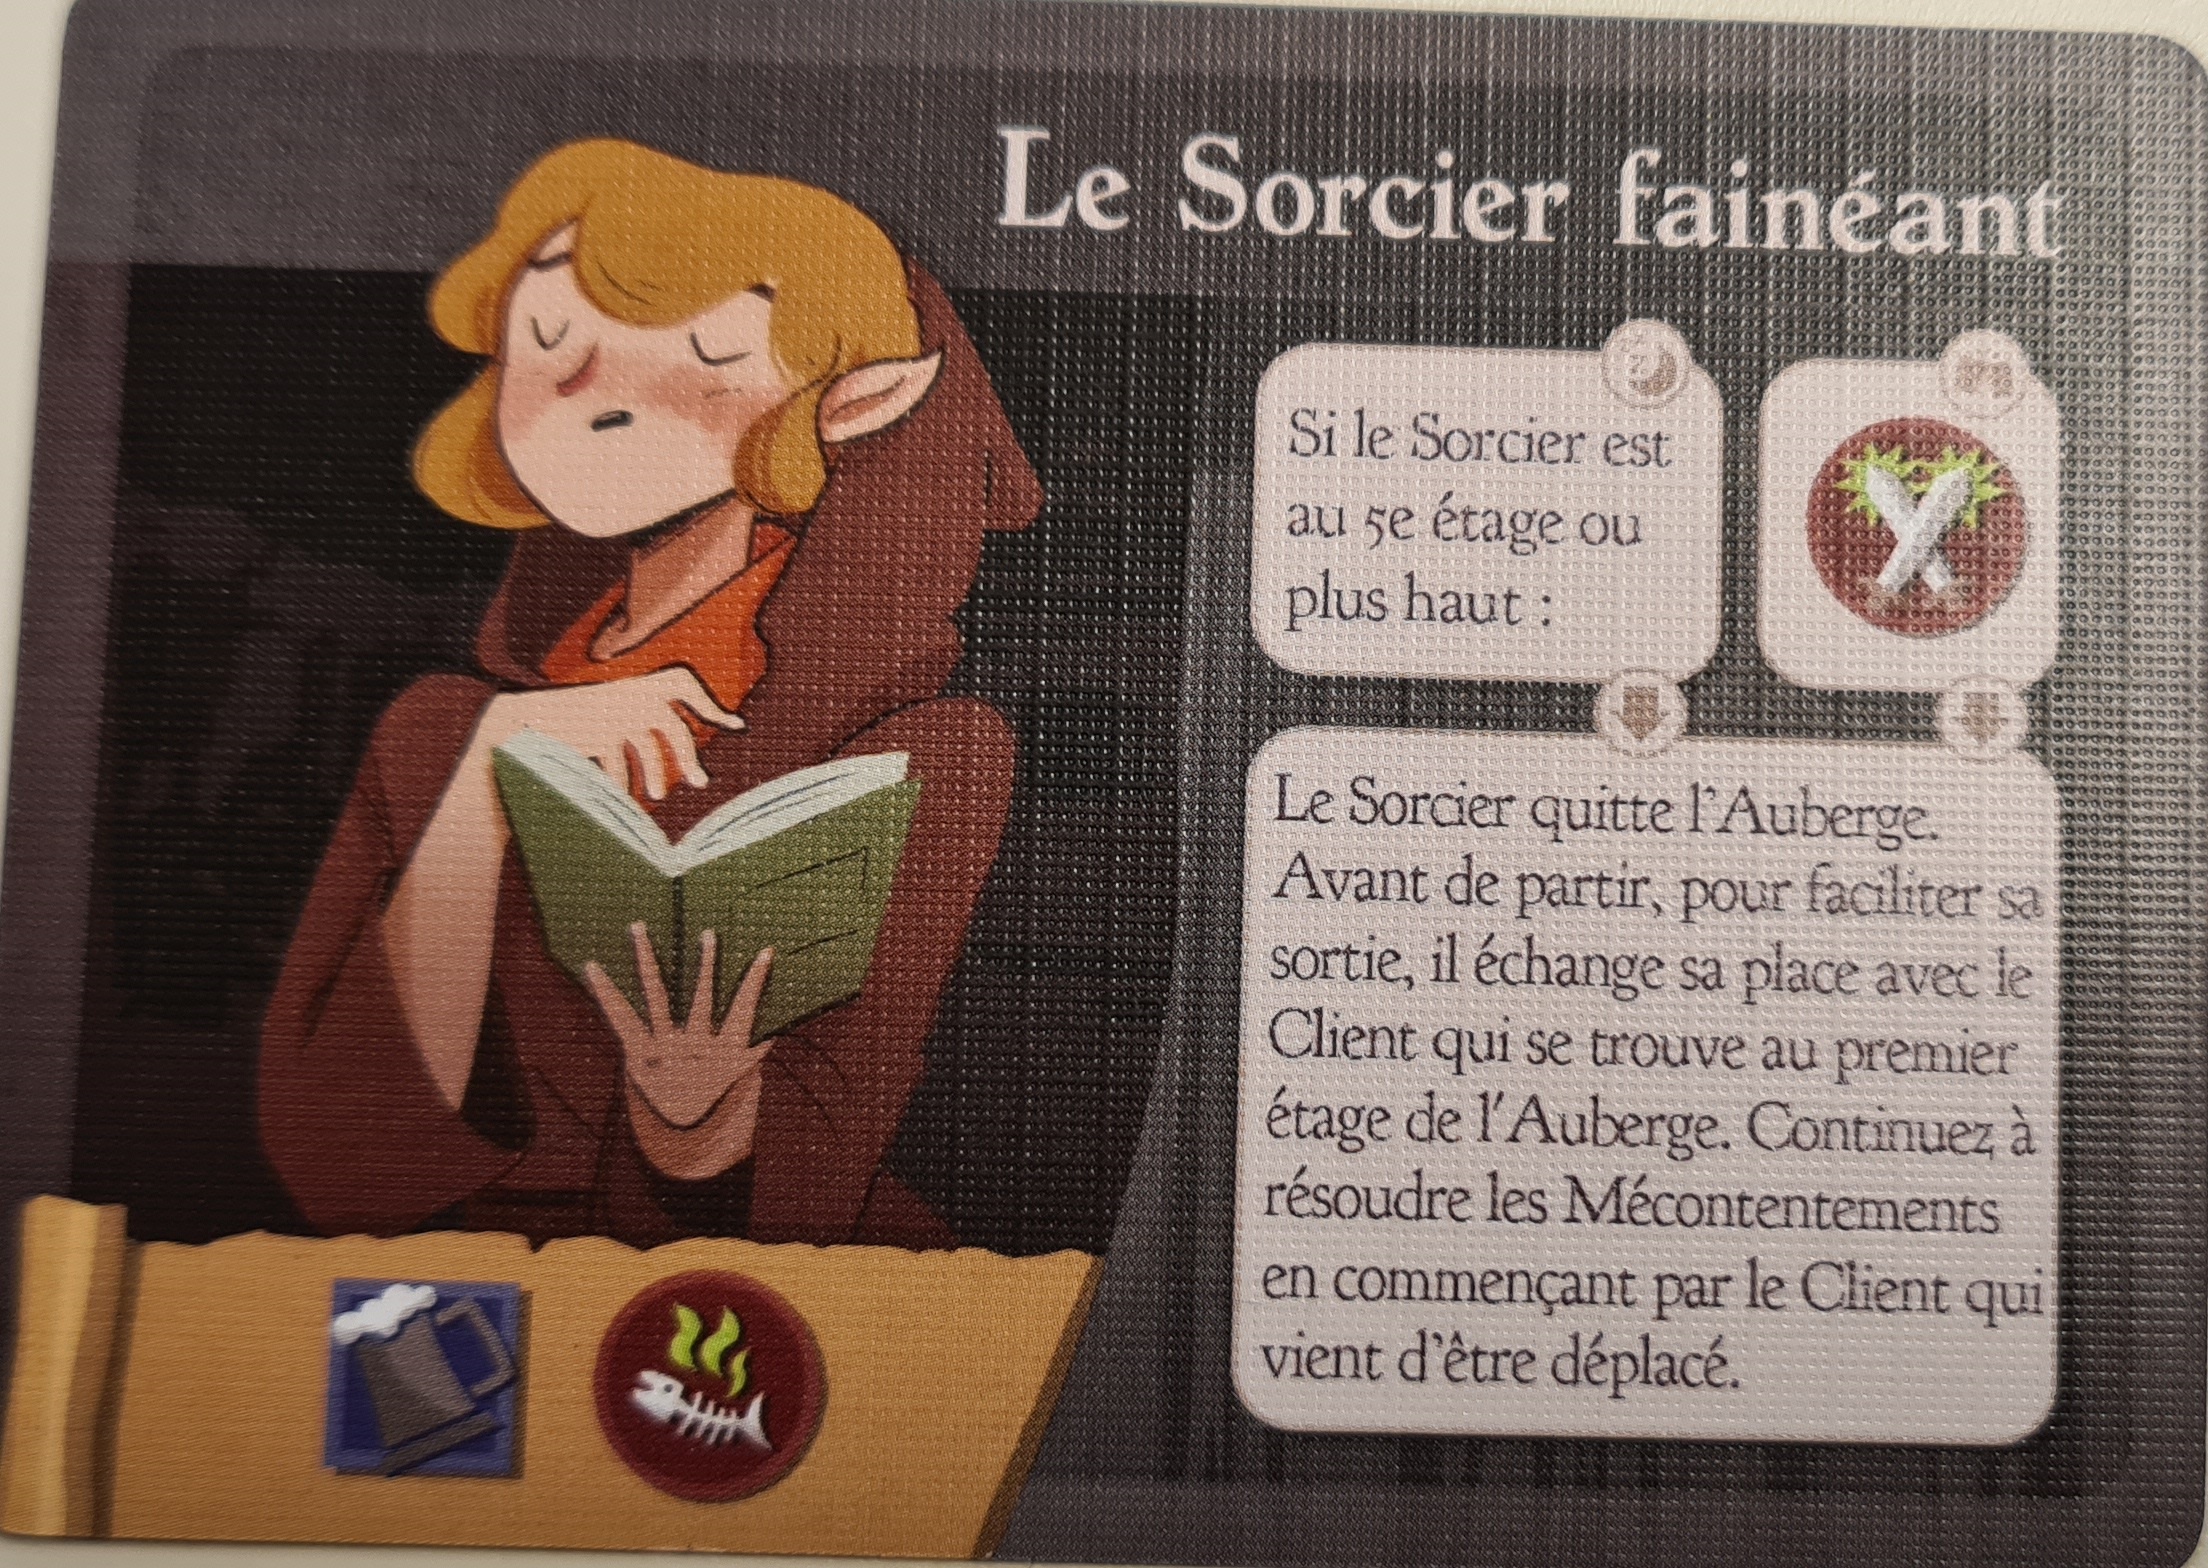 Le Sorcier fainéant
Si le Sorcier est
au 5e étage ou
plus haut :
Le Sorcier quitte l'Auberge.
Avant de partir, pour faciliter sa
sortie, il échange sa place avec le
Client qui se trouve au premier
étage de l'Auberge. Continuez à
résoudre les Mécontentements
en commençant par le Client qui
vient d'être déplacé.